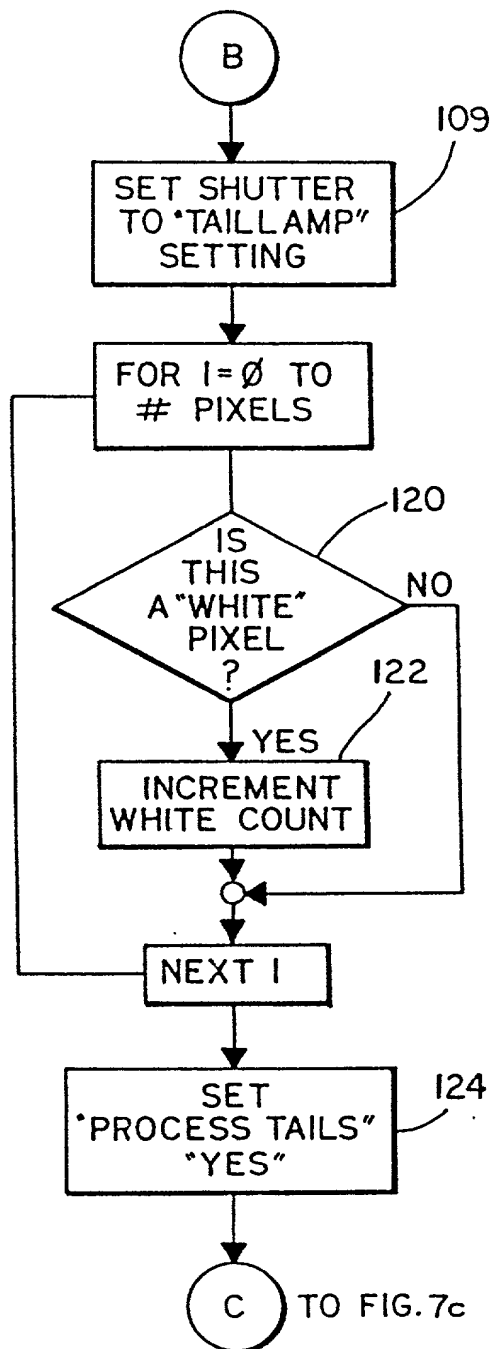 B
109
SET SHUTTER
TO "TAILLAMP"
SETTING
FOR I=Ø TO
# PIXELS
120
IS
THIS
A "WHITE"
PIXEL
?
NO
122
YES
INCREMENT
WHITE COUNT
NEXT I
124
SET
"PROCESS TAILS"
"YES"
C TO FIG. 7c